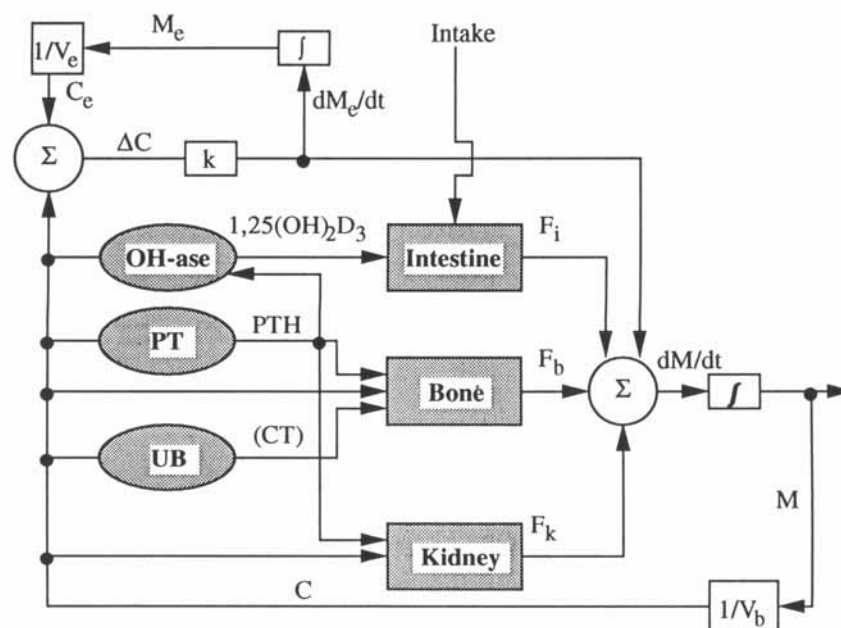 M_e
Intake
1/V_e
∫
C_e
dM_e/dt
Σ
ΔC
k
1,25(OH)₂D₃
F_i
OH-ase
Intestine
PTH
PT
F_b
dM/dt
Bone
Σ
∫
(CT)
UB
M
F_k
Kidney
C
1/V_b